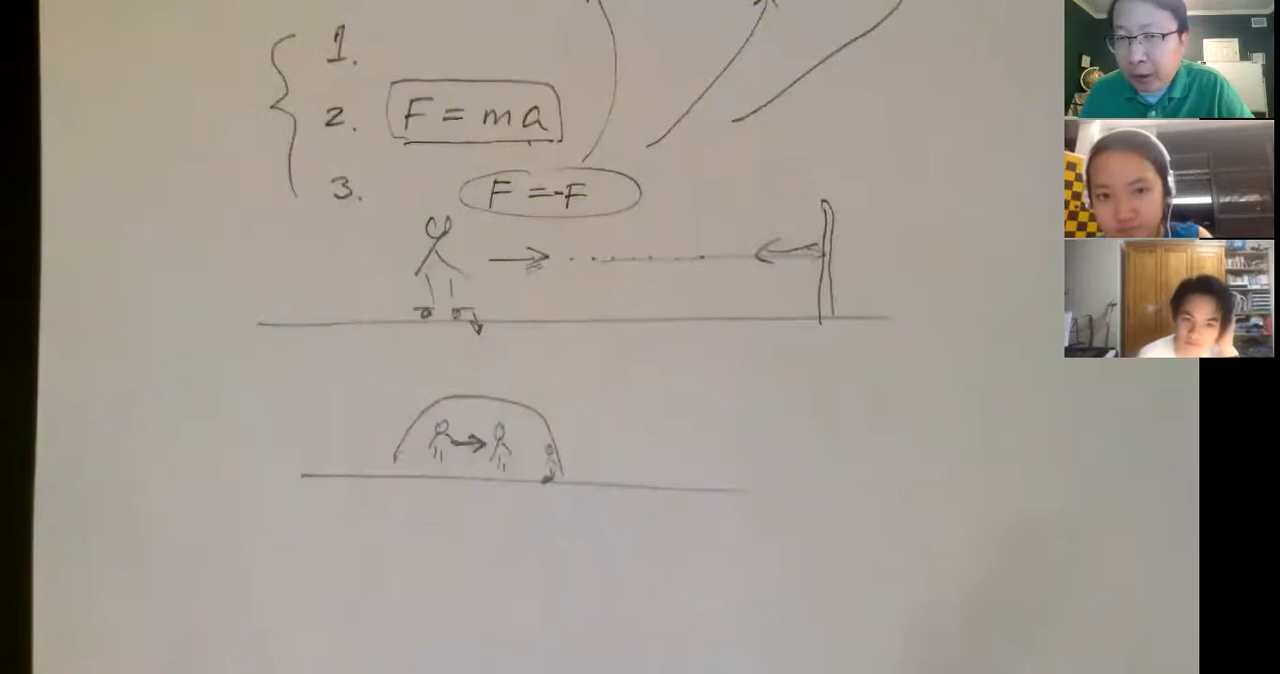 1.
2. F = ma
3. F = -F